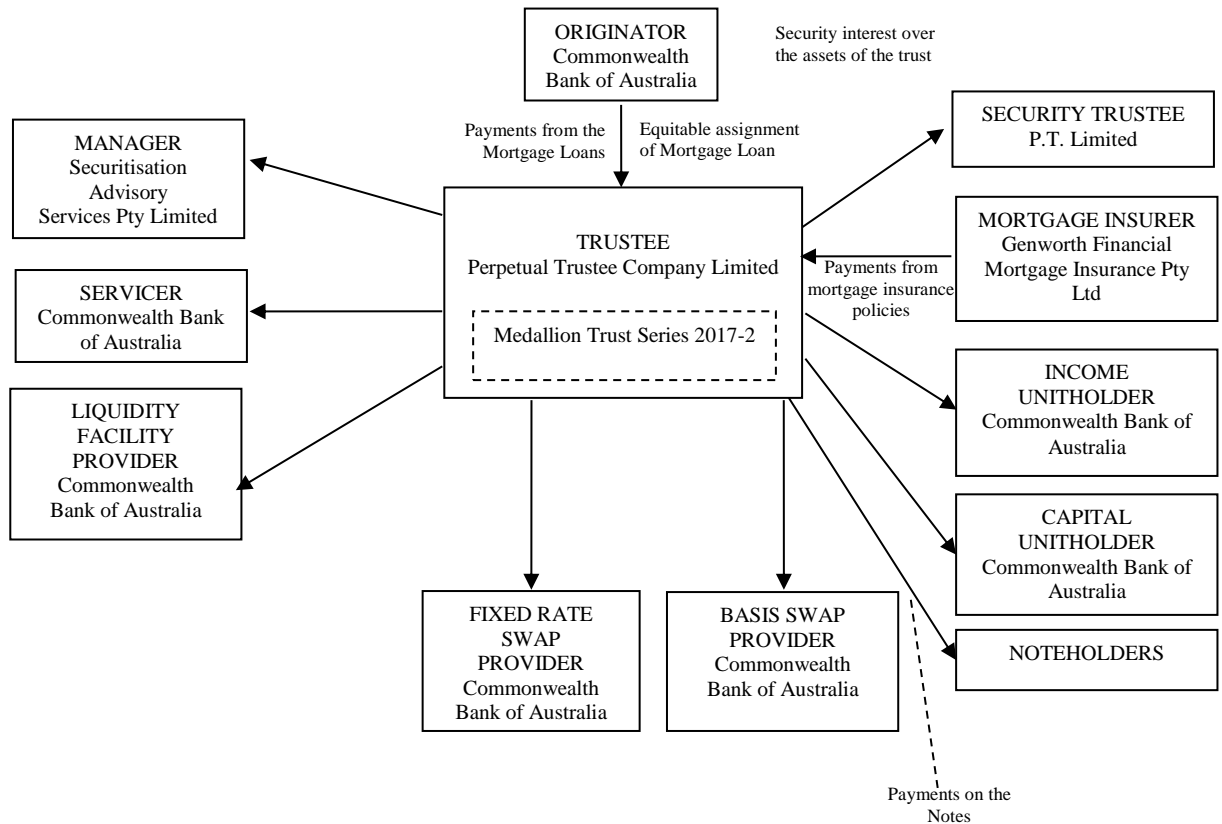 ORIGINATOR
Commonwealth
Bank of Australia
Security interest over
the assets of the trust
Payments from the
Mortgage Loans
Equitable assignment
of Mortgage Loan
MANAGER
Securitisation
Advisory
Services Pty Limited
SECURITY TRUSTEE
P.T. Limited
TRUSTEE
Perpetual Trustee Company Limited
Medallion Trust Series 2017-2
MORTGAGE INSURER
Genworth Financial
Mortgage Insurance Pty
Ltd
Payments from
mortgage insurance
policies
SERVICER
Commonwealth Bank
of Australia
INCOME
UNITHOLDER
Commonwealth Bank of
Australia
LIQUIDITY
FACILITY
PROVIDER
Commonwealth
Bank of Australia
CAPITAL
UNITHOLDER
Commonwealth Bank of
Australia
FIXED RATE
SWAP
PROVIDER
Commonwealth
Bank of Australia
BASIS SWAP
PROVIDER
Commonwealth
Bank of Australia
NOTEHOLDERS
Payments on the
Notes